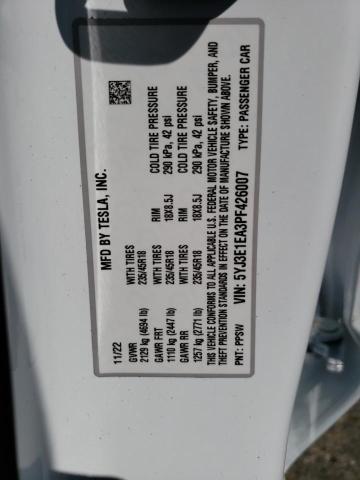 MFD BY TESLA, INC.
11/22
GVWR
2129 kg (4694 lb)
GAWR FRT WITH TIRES RIM COLD TIRE PRESSURE
1110 kg (2447 lb) 235/45R18 18X8.5J 290 kPa, 42 psi
GAWR RR WITH TIRES RIM COLD TIRE PRESSURE
1257 kg (2771 lb) 235/45R18 18X8.5J 290 kPa, 42 psi
THIS VEHICLE CONFORMS TO ALL APPLICABLE U.S. FEDERAL MOTOR VEHICLE SAFETY, BUMPER, AND
THEFT PREVENTION STANDARDS IN EFFECT ON THE DATE OF MANUFACTURE SHOWN ABOVE.
VIN: 5YJ3E1EA3PF426007
PNT: PPSW TYPE: PASSENGER CAR